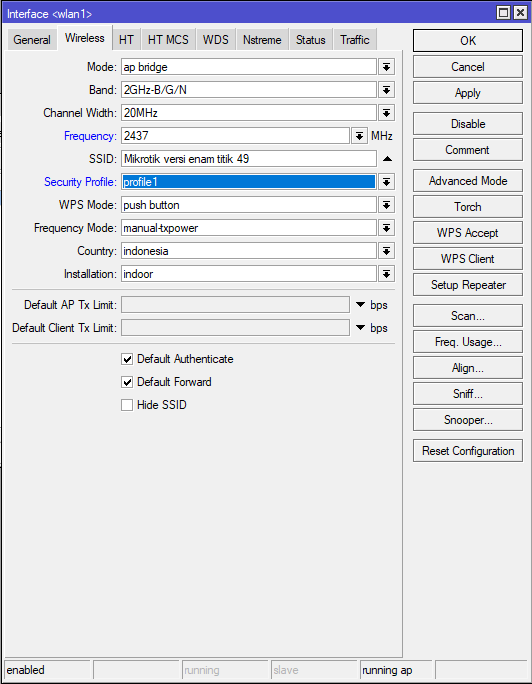 Interface <wlan1>
General Wireless HT HT MCS WDS Nstreme Status Traffic
Mode: ap bridge
Band: 2GHz-B/G/N
Channel Width: 20MHz
Frequency: 2437 MHz
SSID: Mikrotik versi enam titik 49
Security Profile: profile1
WPS Mode: push button
Frequency Mode: manual-txpower
Country: indonesia
Installation: indoor
Default AP Tx Limit: bps
Default Client Tx Limit: bps
Default Authenticate
Default Forward
Hide SSID
OK
Cancel
Apply
Disable
Comment
Advanced Mode
Torch
WPS Accept
WPS Client
Setup Repeater
Scan...
Freq. Usage...
Align...
Sniff...
Snooper...
Reset Configuration
enabled running slave running ap